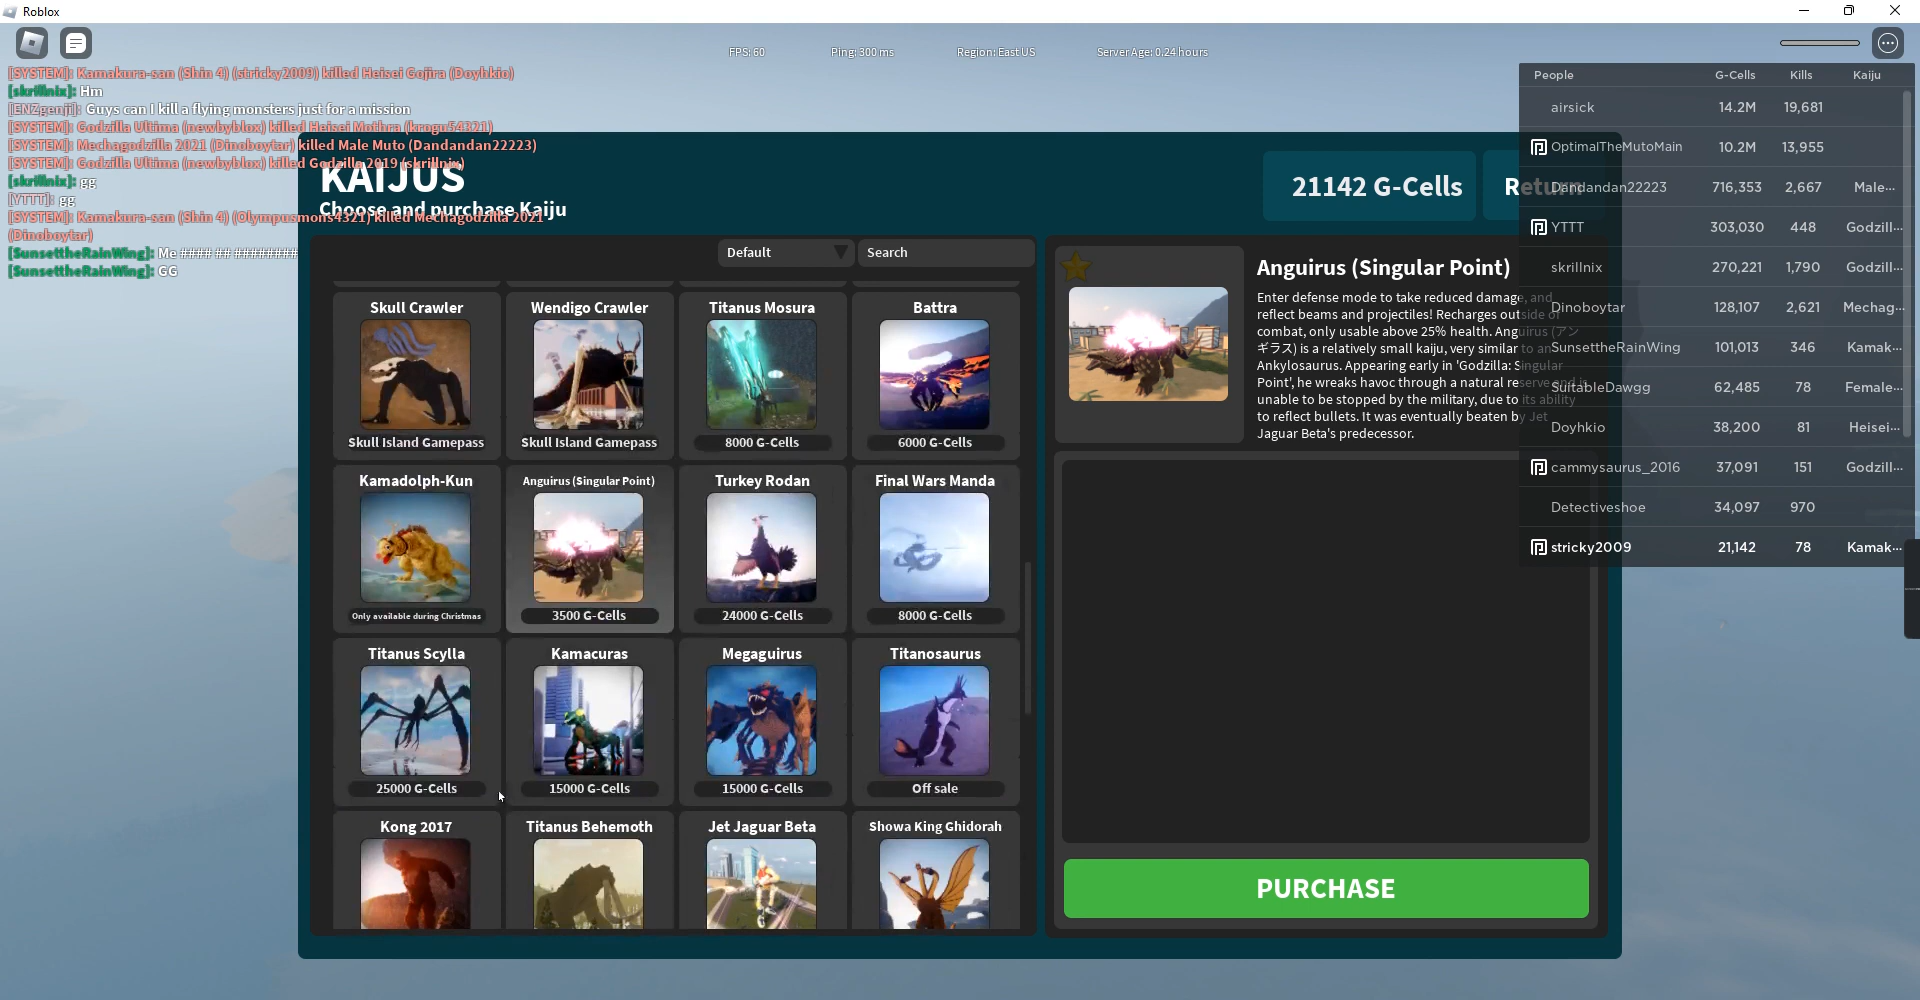 Roblox
FPS: 60
Ping: 300 ms
Region: East US
Server Age: 0.24 hours
[SYSTEM]: Kamakura-san (Shin 4) (stricky2009) killed Heisei Gojira (Doyhkio)
[skrillnix]: Hm
[ENZgenji]: Guys can I kill a flying monsters just for a mission
[SYSTEM]: Godzilla Ultima (newbyblox) killed Heisei Mothra (krogu54321)
[SYSTEM]: Mechagodzilla 2021 (Dinoboytar) killed Male Muto (Dandandan22223)
[SYSTEM]: Godzilla Ultima (newbyblox) killed Godzilla 2019 (skrillnix)
[skrillnix]: gg
[YTTT]: gg
[SYSTEM]: Kamakura-san (Shin 4) (Olympusmons4321) killed Mechagodzilla 2021
(Dinoboytar)
[SunsettheRainWing]: Me #### ## ########
[SunsettheRainWing]: GG
KAIJUS
Choose and purchase Kaiju
21142 G-Cells
Return
Default
Search
Skull Crawler
Skull Island Gamepass
Wendigo Crawler
Skull Island Gamepass
Titanus Mosura
8000 G-Cells
Battra
6000 G-Cells
Kamadolph-Kun
Only available during Christmas
Anguirus (Singular Point)
3500 G-Cells
Turkey Rodan
24000 G-Cells
Final Wars Manda
8000 G-Cells
Titanus Scylla
25000 G-Cells
Kamacuras
15000 G-Cells
Megaguirus
15000 G-Cells
Titanosaurus
Off sale
Kong 2017
Titanus Behemoth
Jet Jaguar Beta
Showa King Ghidorah
Anguirus (Singular Point)
Enter defense mode to take reduced damage, and
reflect beams and projectiles! Recharges outside of
combat, only usable above 25% health. Anguirus (アン
ギラス) is a relatively small kaiju, very similar to an
Ankylosaurus. Appearing early in 'Godzilla: Singular
Point', he wreaks havoc through a natural reserve and is
unable to be stopped by the military, due to its ability
to reflect bullets. It was eventually beaten by Jet
Jaguar Beta's predecessor.
PURCHASE
People G-Cells Kills Kaiju
airsick 14.2M 19,681
OptimalTheMutoMain 10.2M 13,955
Dandandan22223 716,353 2,667 Male...
YTTT 303,030 448 Godzill...
skrillnix 270,221 1,790 Godzill...
Dinoboytar 128,107 2,621 Mechag...
SunsettheRainWing 101,013 346 Kamak...
SuitableDawgg 62,485 78 Female...
Doyhkio 38,200 81 Heisei...
cammysaurus_2016 37,091 151 Godzill...
Detectiveshoe 34,097 970
stricky2009 21,142 78 Kamak...